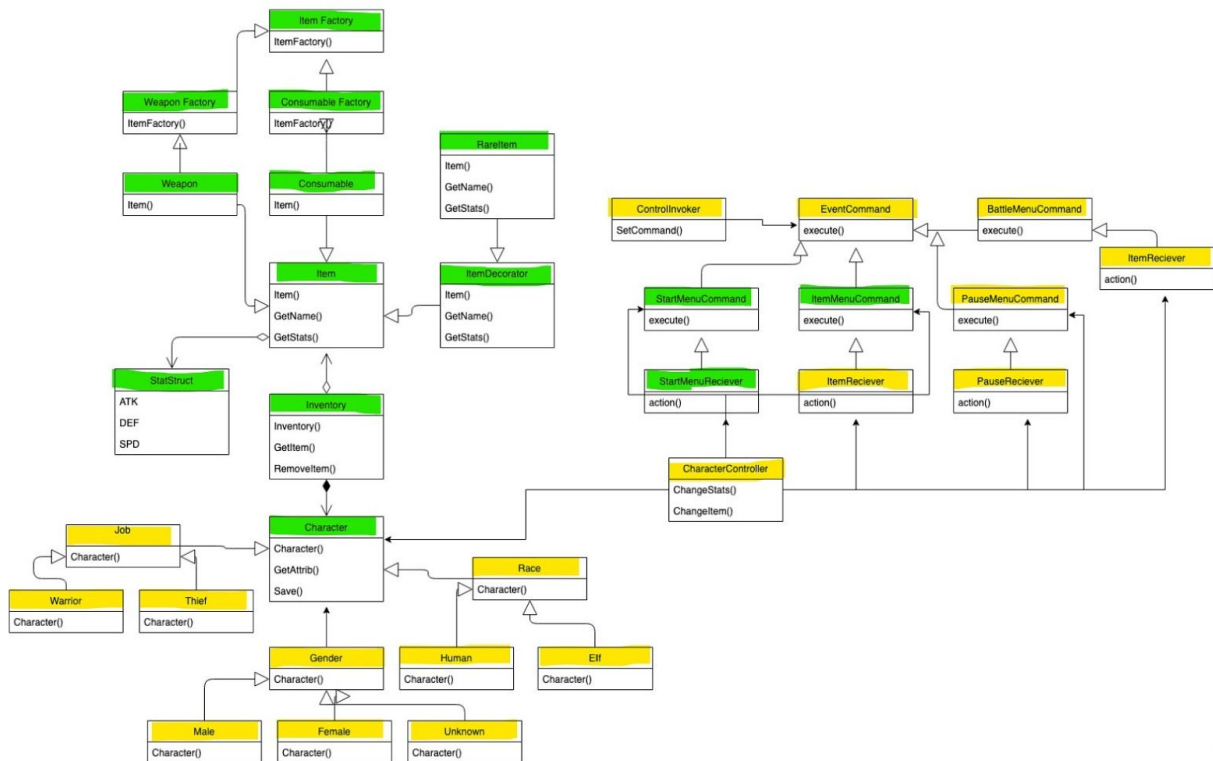 Item Factory
ItemFactory()
Weapon Factory
ItemFactory()
Consumable Factory
ItemFactory()
RareItem
Item()
GetName()
GetStats()
Weapon
Item()
Consumable
Item()
Item
Item()
GetName()
GetStats()
ItemDecorator
Item()
GetName()
GetStats()
StatStruct
ATK
DEF
SPD
Inventory
Inventory()
GetItem()
RemoveItem()
Character
Character()
GetAttrib()
Save()
Job
Character()
Warrior
Character()
Thief
Character()
Race
Character()
Human
Character()
Elf
Character()
Gender
Character()
Male
Character()
Female
Character()
Unknown
Character()
ControlInvoker
SetCommand()
EventCommand
execute()
BattleMenuCommand
execute()
ItemReciever
action()
StartMenuCommand
execute()
ItemMenuCommand
execute()
PauseMenuCommand
execute()
StartMenuReciever
action()
ItemReciever
action()
PauseReciever
action()
CharacterController
ChangeStats()
ChangeItem()